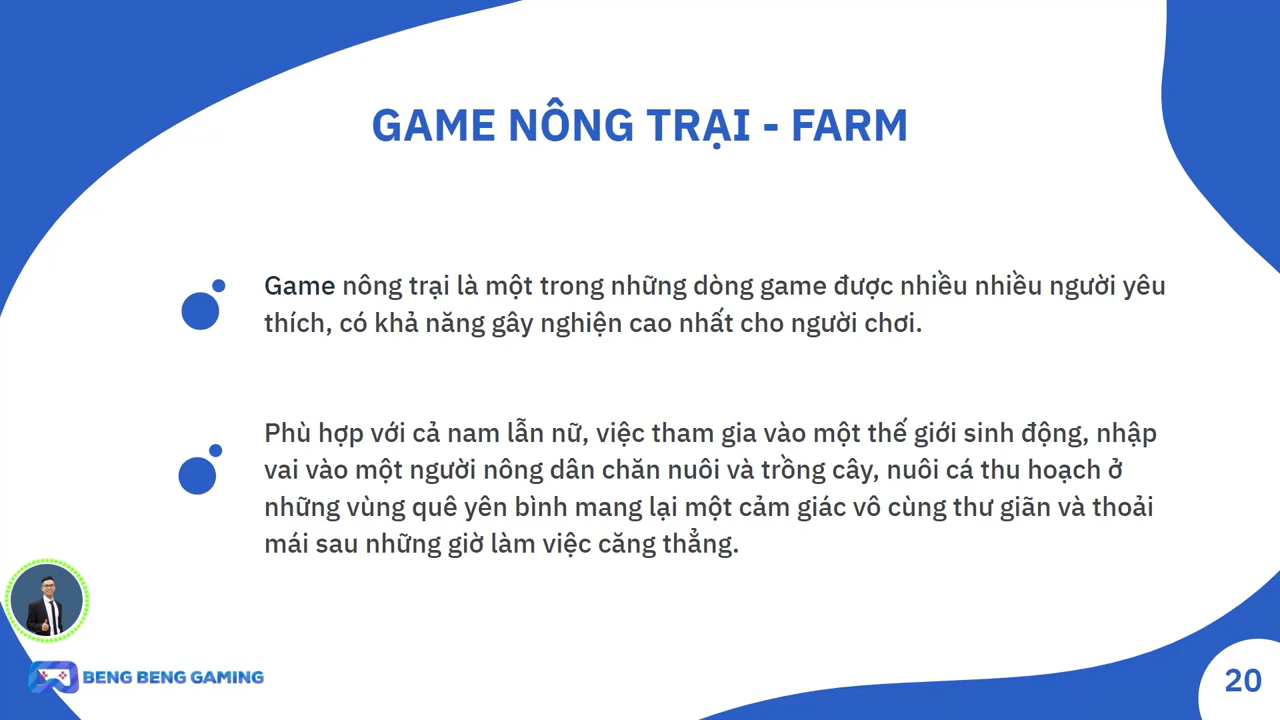 GAME NÔNG TRẠI - FARM
Game nông trại là một trong những dòng game được nhiều nhiều người yêu
thích, có khả năng gây nghiện cao nhất cho người chơi.
Phù hợp với cả nam lẫn nữ, việc tham gia vào một thế giới sinh động, nhập
vai vào một người nông dân chăn nuôi và trồng cây, nuôi cá thu hoạch ở
những vùng quê yên bình mang lại một cảm giác vô cùng thư giãn và thoải
mái sau những giờ làm việc căng thẳng.
BENG BENG GAMING
20